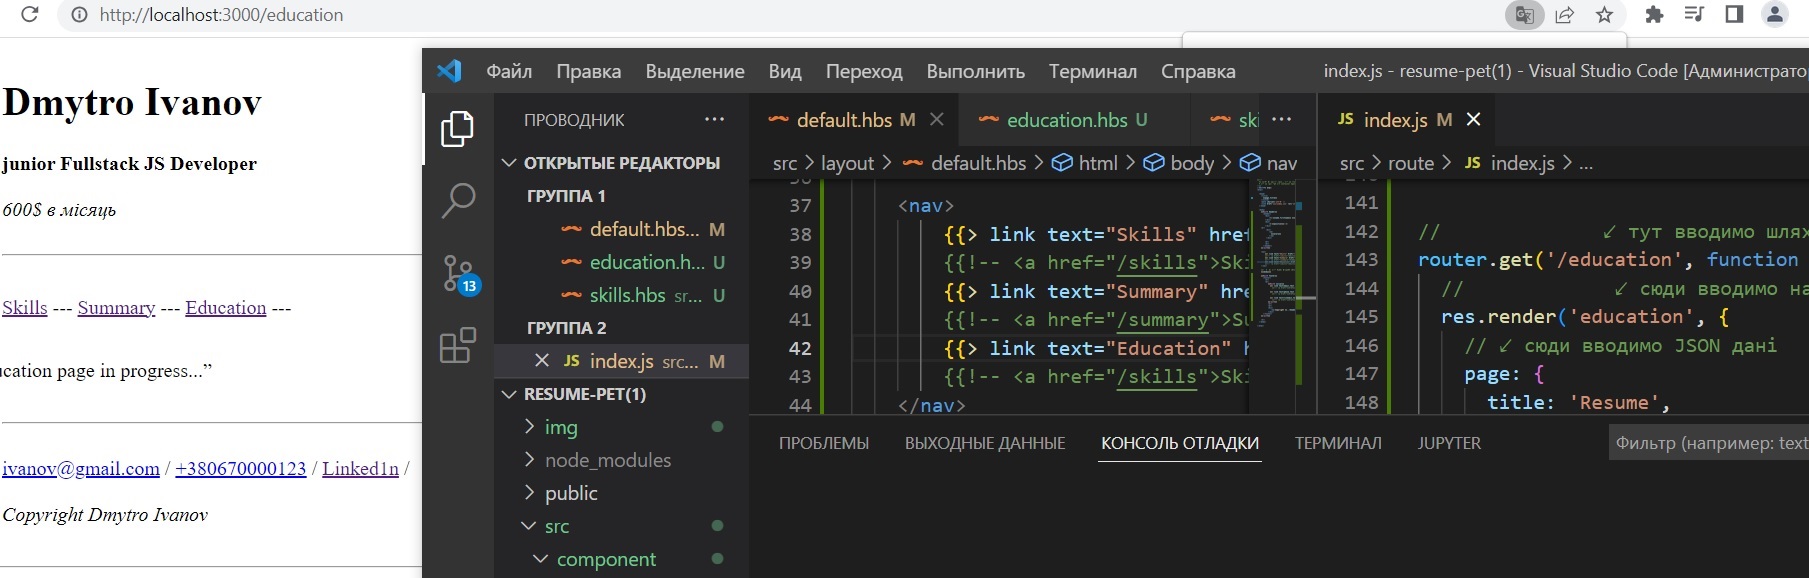 http://localhost:3000/education
Dmytro Ivanov
junior Fullstack JS Developer
600$ в місяць
Skills --- Summary --- Education ---
page in progress...”
ivanov@gmail.com / +380670000123 / Linked1n /
Copyright Dmytro Ivanov
Файл Правка Выделение Вид Переход Выполнить Терминал Справка
index.js - resume-pet(1) - Visual Studio Code [Администрато
ПРОВОДНИК ...
ОТКРЫТЫЕ РЕДАКТОРЫ
ГРУППА 1
default.hbs... M
education.h... U
skills.hbs sr... U
ГРУППА 2
JS index.js src... M
RESUME-PET(1)
img
node_modules
public
src
component
default.hbs M
education.hbs U
ski
...
src > layout > default.hbs > html > body > nav
36
37 <nav>
38 {{> link text="Skills" href
39 {{!-- <a href="/skills">Ski
40 {{> link text="Summary" hre
41 {{!-- <a href="/summary">Su
42 {{> link text="Education" h
43 {{!-- <a href="/skills">Ski
44 </nav>
JS index.js M
src > route > JS index.js > ...
141
142 // ↙ тут вводимо шлях
143 router.get('/education', function
144 // ↙ сюди вводимо на
145 res.render('education', {
146 // ↙ сюди вводимо JSON дані
147 page: {
148 title: 'Resume',
ПРОБЛЕМЫ ВЫХОДНЫЕ ДАННЫЕ КОНСОЛЬ ОТЛАДКИ ТЕРМИНАЛ JUPYTER
Фильтр (например: text
13